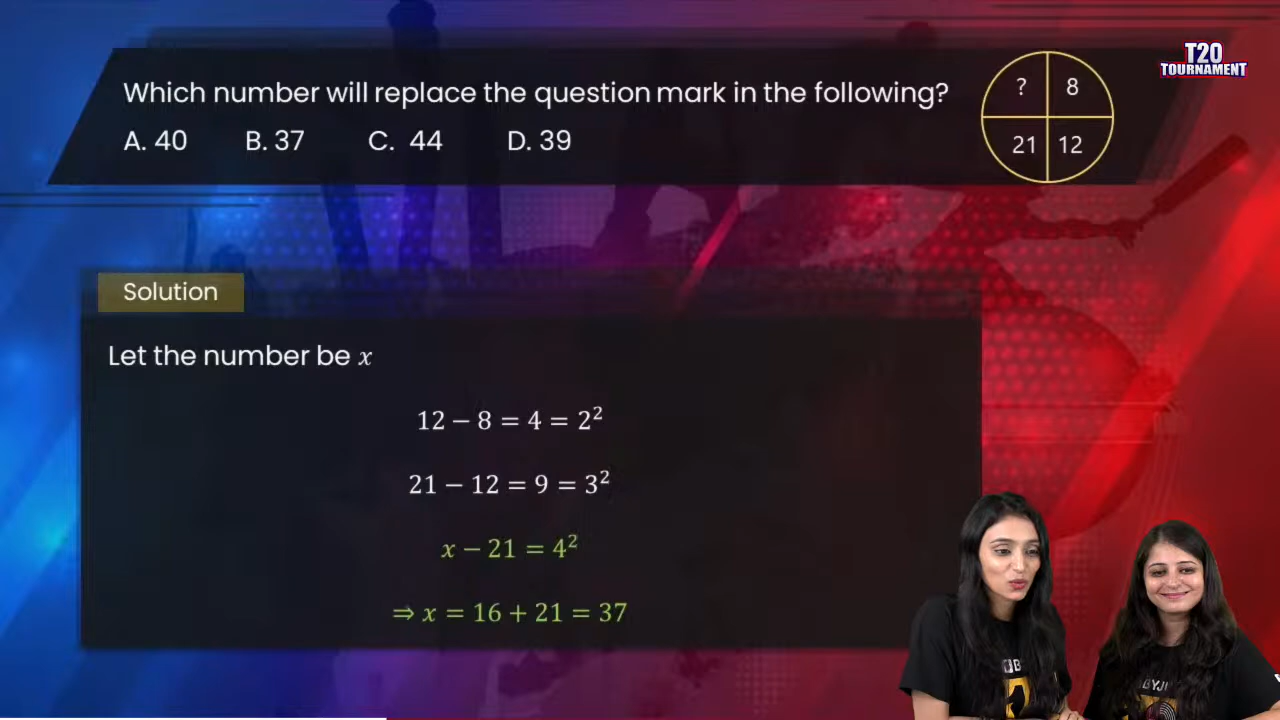 T20
TOURNAMENT
Which number will replace the question mark in the following?
A. 40 B. 37 C. 44 D. 39
? 8
21 12
Solution
Let the number be x
12 − 8 = 4 = 2²
21 − 12 = 9 = 3²
x − 21 = 4²
⇒ x = 16 + 21 = 37